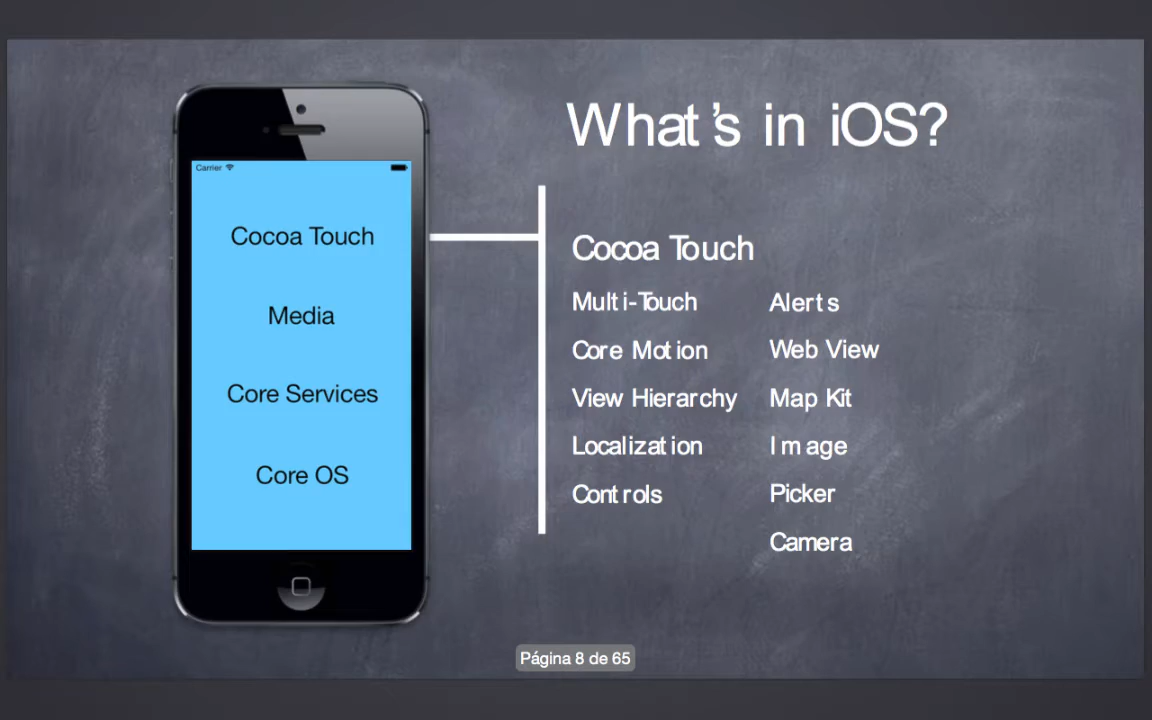 What's in iOS?
Carrier
Cocoa Touch
Media
Core Services
Core OS
Cocoa Touch
Multi-Touch
Core Motion
View Hierarchy
Localization
Controls
Alerts
Web View
Map Kit
Image
Picker
Camera
Página 8 de 65